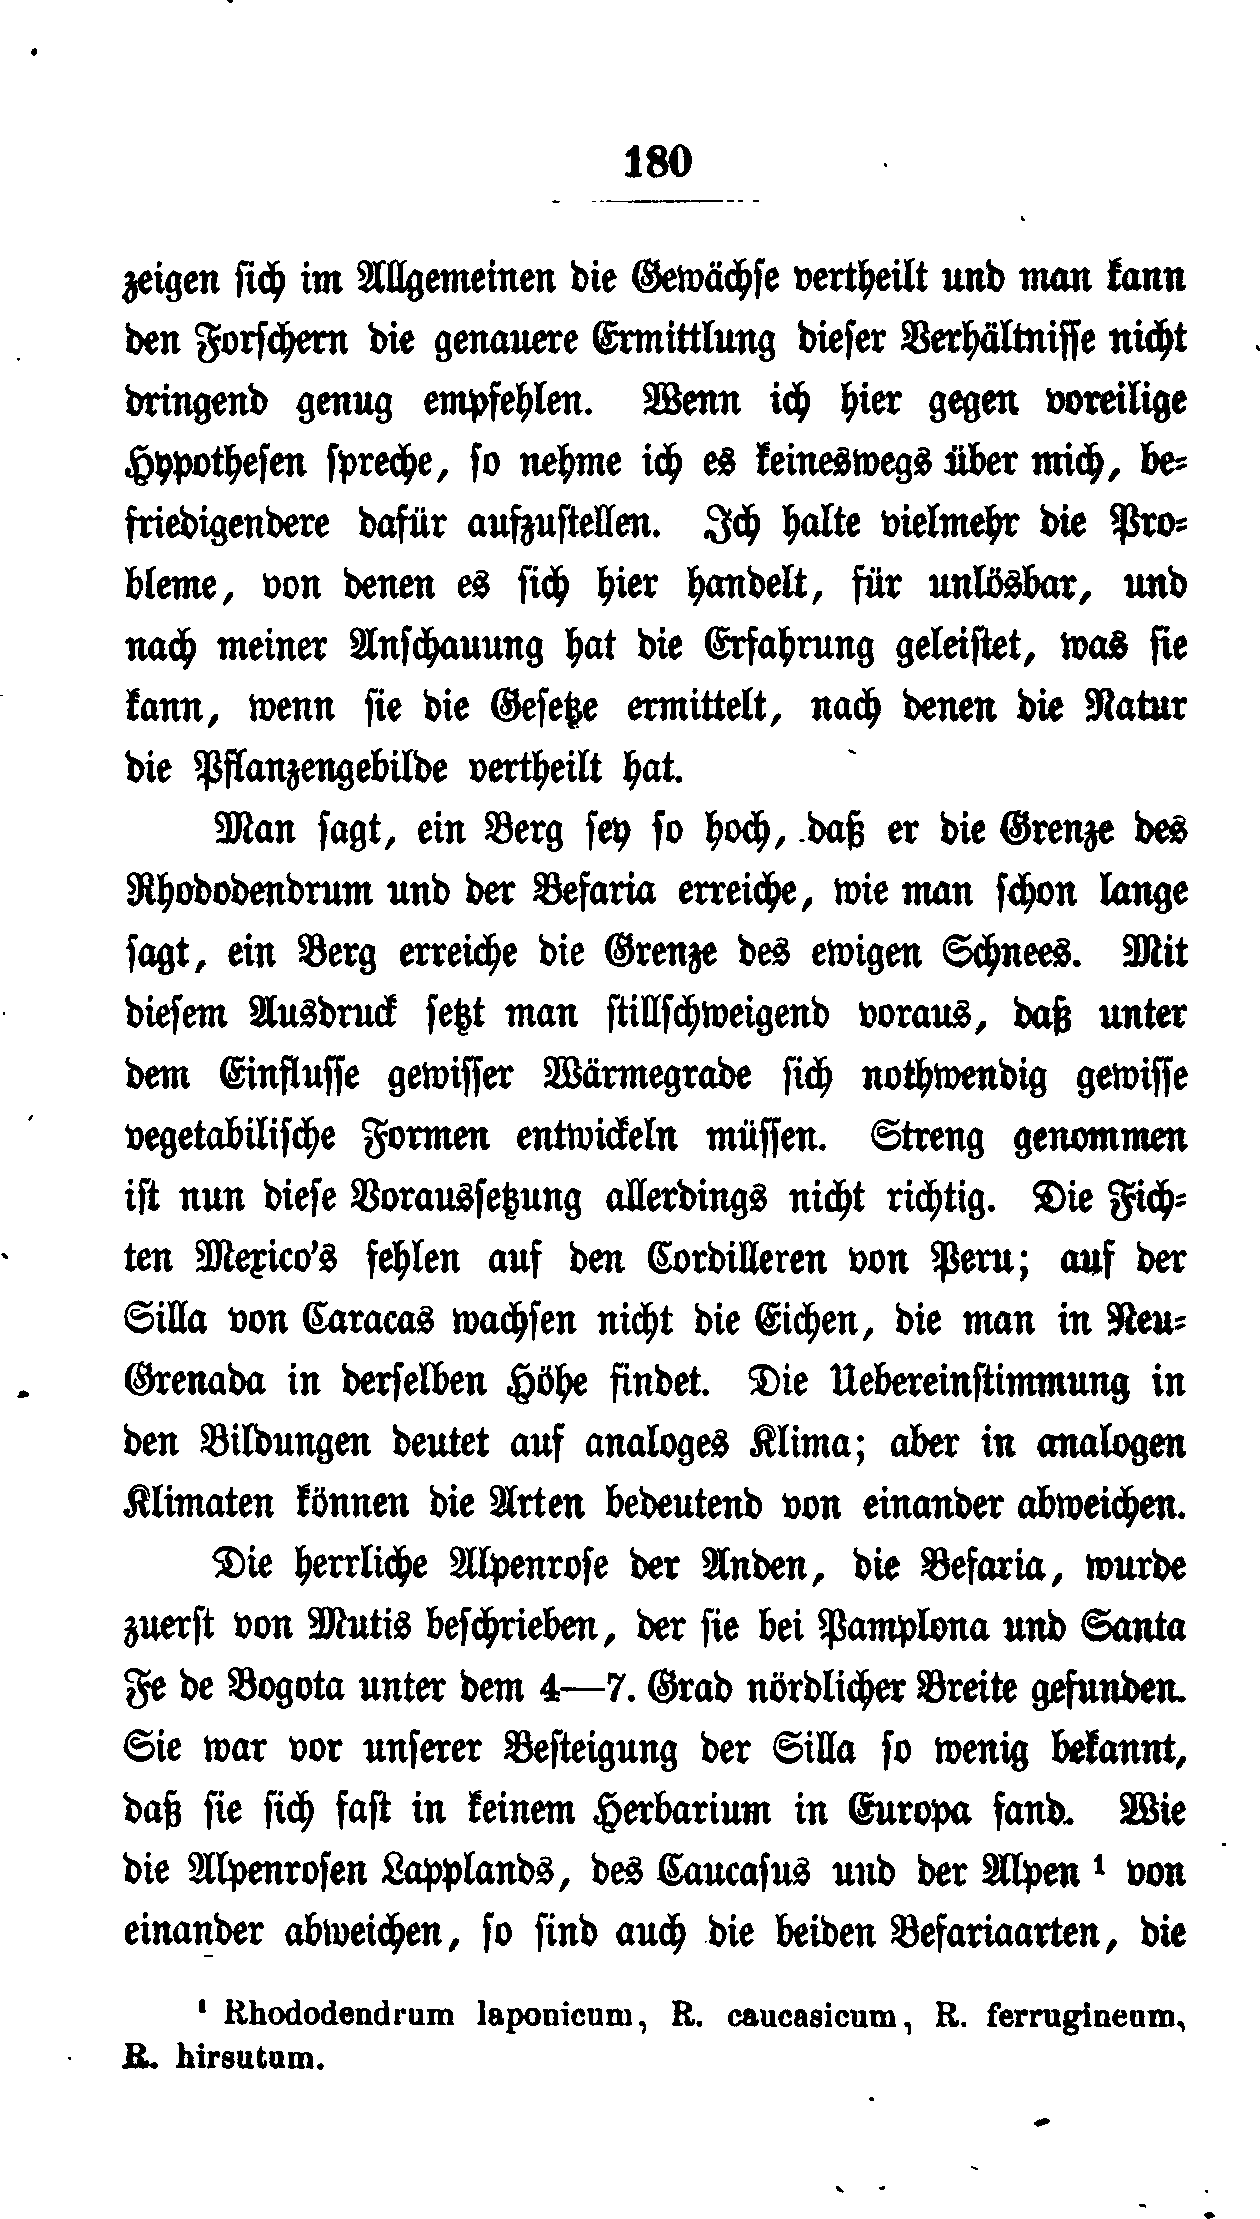 180
zeigen sich im Allgemeinen die Gewächse vertheilt und man kann
den Forschern die genauere Ermittlung dieser Verhältnisse nicht
dringend genug empfehlen. Wenn ich hier gegen voreilige
Hypothesen spreche, so nehme ich es keineswegs über mich, be-
friedigendere dafür aufzustellen. Ich halte vielmehr die Pro-
bleme, von denen es sich hier handelt, für unlösbar, und
nach meiner Anschauung hat die Erfahrung geleistet, was sie
kann, wenn sie die Gesetze ermittelt, nach denen die Natur
die Pflanzengebilde vertheilt hat.
Man sagt, ein Berg sey so hoch, daß er die Grenze des
Rhododendrum und der Befaria erreiche, wie man schon lange
sagt, ein Berg erreiche die Grenze des ewigen Schnees. Mit
diesem Ausdruck setzt man stillschweigend voraus, daß unter
dem Einflusse gewisser Wärmegrade sich nothwendig gewisse
vegetabilische Formen entwickeln müssen. Streng genommen
ist nun diese Voraussetzung allerdings nicht richtig. Die Fich-
ten Mexico's fehlen auf den Cordilleren von Peru; auf der
Silla von Caracas wachsen nicht die Eichen, die man in Neu-
Grenada in derselben Höhe findet. Die Uebereinstimmung in
den Bildungen deutet auf analoges Klima; aber in analogen
Klimaten können die Arten bedeutend von einander abweichen.
Die herrliche Alpenrose der Anden, die Befaria, wurde
zuerst von Mutis beschrieben, der sie bei Pamplona und Santa
Fe de Bogota unter dem 4—7. Grad nördlicher Breite gefunden.
Sie war vor unserer Besteigung der Silla so wenig bekannt,
daß sie sich fast in keinem Herbarium in Europa fand. Wie
die Alpenrosen Lapplands, des Caucasus und der Alpen ¹ von
einander abweichen, so sind auch die beiden Befariaarten, die
¹ Rhododendrum laponicum, R. caucasicum, R. ferrugineum,
R. hirsutum.